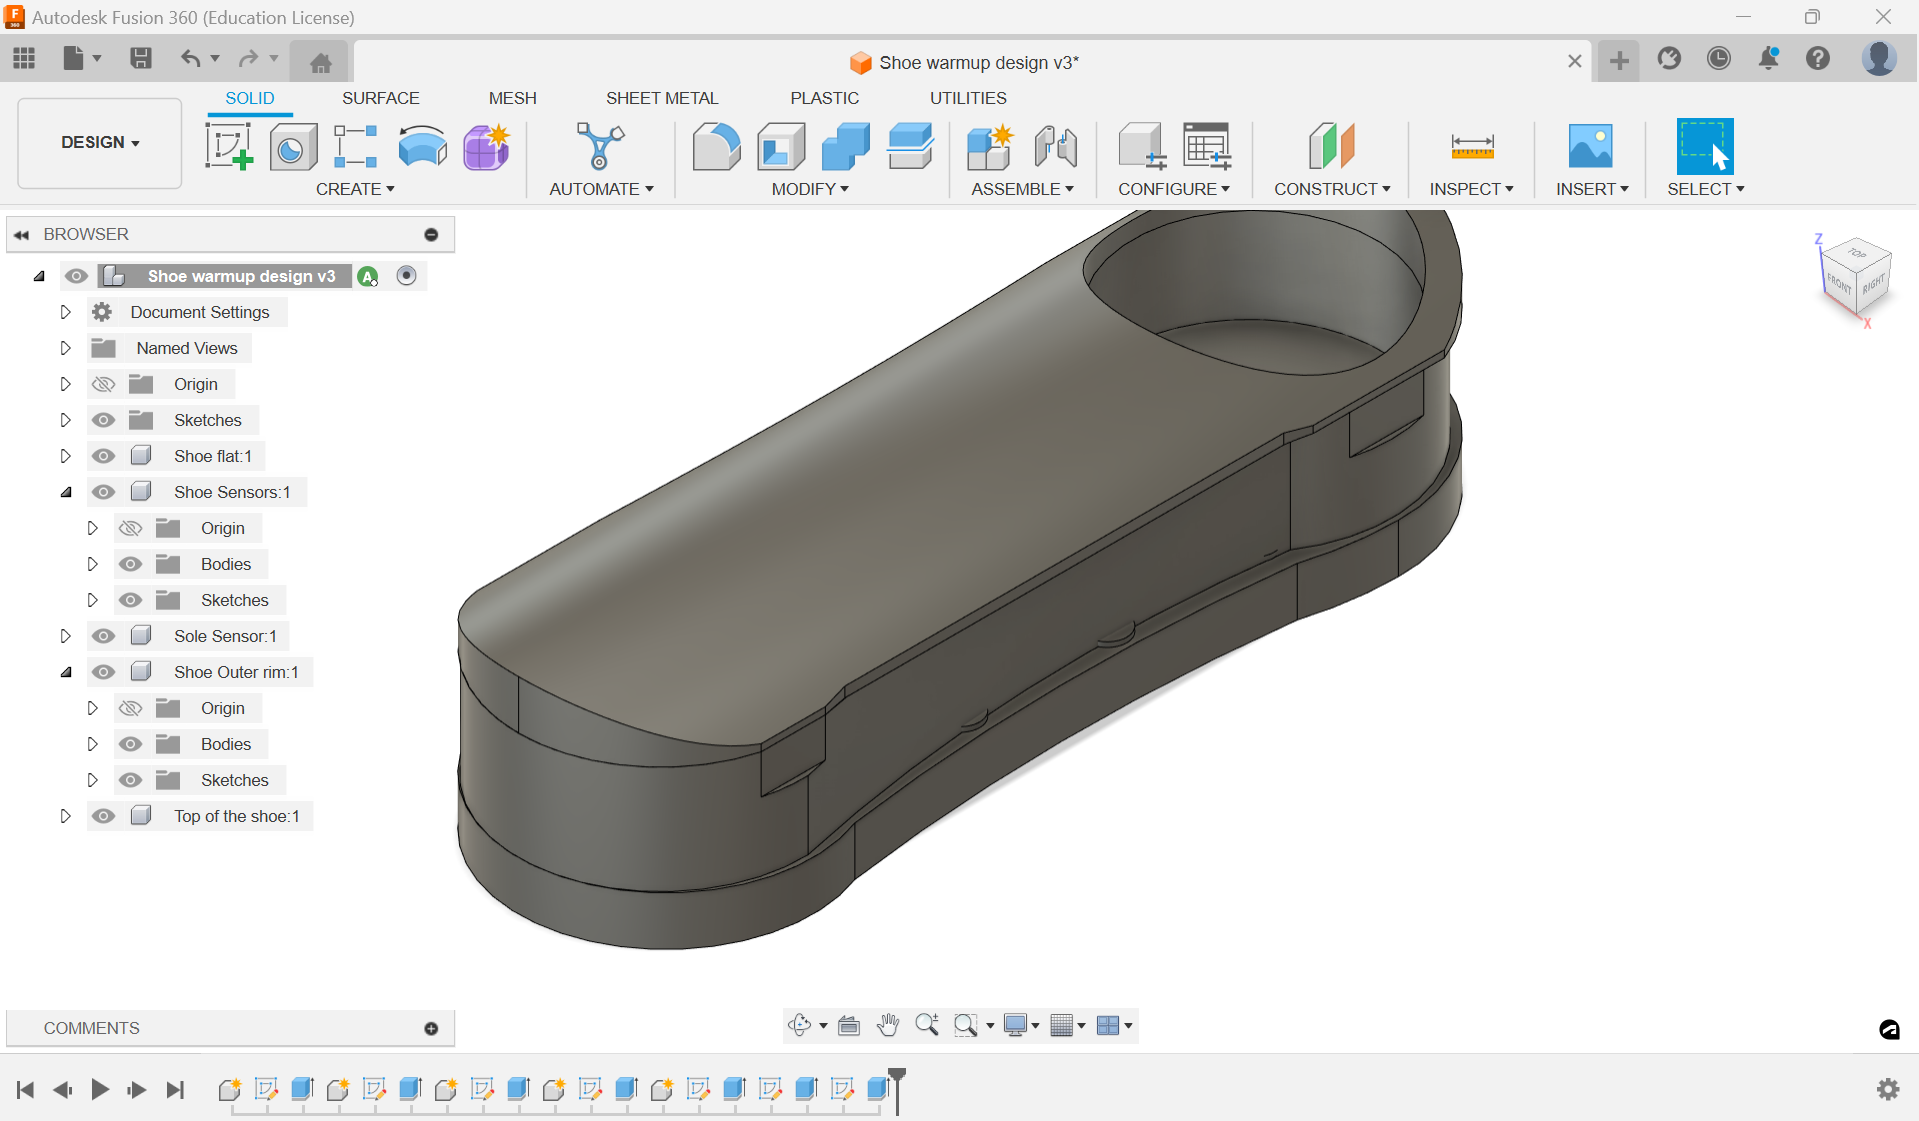 Autodesk Fusion 360 (Education License)
Shoe warmup design v3*
SOLID SURFACE MESH SHEET METAL PLASTIC UTILITIES
DESIGN
CREATE AUTOMATE MODIFY ASSEMBLE CONFIGURE CONSTRUCT INSPECT INSERT SELECT
BROWSER
Shoe warmup design v3
Document Settings
Named Views
Origin
Sketches
Shoe flat:1
Shoe Sensors:1
Origin
Bodies
Sketches
Sole Sensor:1
Shoe Outer rim:1
Origin
Bodies
Sketches
Top of the shoe:1
Z
TOP
FRONT
RIGHT
X
COMMENTS